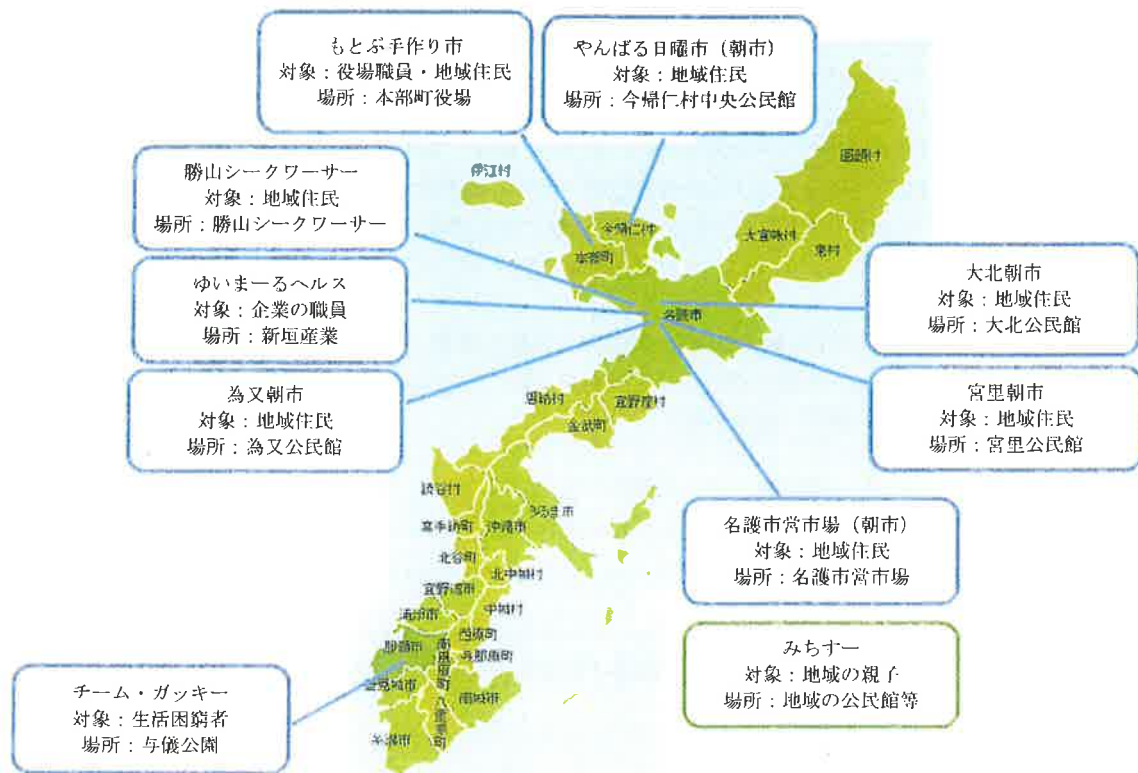 もとぶ手作り市
対象：役場職員・地域住民
場所：本部町役場
やんばる日曜市（朝市）
対象：地域住民
場所：今帰仁村中央公民館
勝山シークワーサー
対象：地域住民
場所：勝山シークワーサー
ゆいまーるヘルス
対象：企業の職員
場所：新垣産業
為又朝市
対象：地域住民
場所：為又公民館
大北朝市
対象：地域住民
場所：大北公民館
宮里朝市
対象：地域住民
場所：宮里公民館
名護市営市場（朝市）
対象：地域住民
場所：名護市営市場
みちすー
対象：地域の親子
場所：地域の公民館等
チーム・ガッキー
対象：生活困窮者
場所：与儀公園
伊江村
国頭村
今帰仁村
本部町
大宜味村
東村
名護市
恩納村
宜野座村
金武町
読谷村
うるま市
嘉手納町
沖縄市
北谷町
北中城村
宜野湾市
中城村
浦添市
西原町
那覇市
南風原町
与那原町
豊見城市
南城市
八重瀬町
糸満市